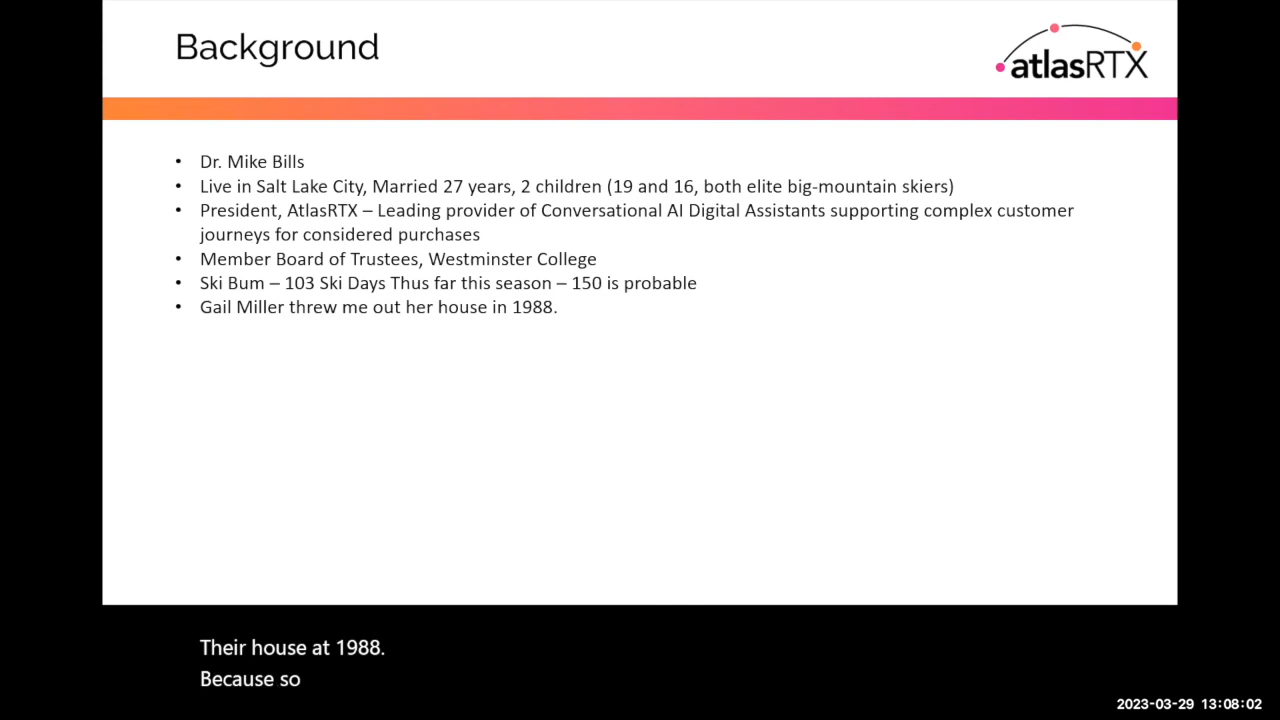 Background
atlasRTX
• Dr. Mike Bills
• Live in Salt Lake City, Married 27 years, 2 children (19 and 16, both elite big-mountain skiers)
• President, AtlasRTX – Leading provider of Conversational AI Digital Assistants supporting complex customer
journeys for considered purchases
• Member Board of Trustees, Westminster College
• Ski Bum – 103 Ski Days Thus far this season – 150 is probable
• Gail Miller threw me out her house in 1988.
Their house at 1988.
Because so
2023-03-29 13:08:02